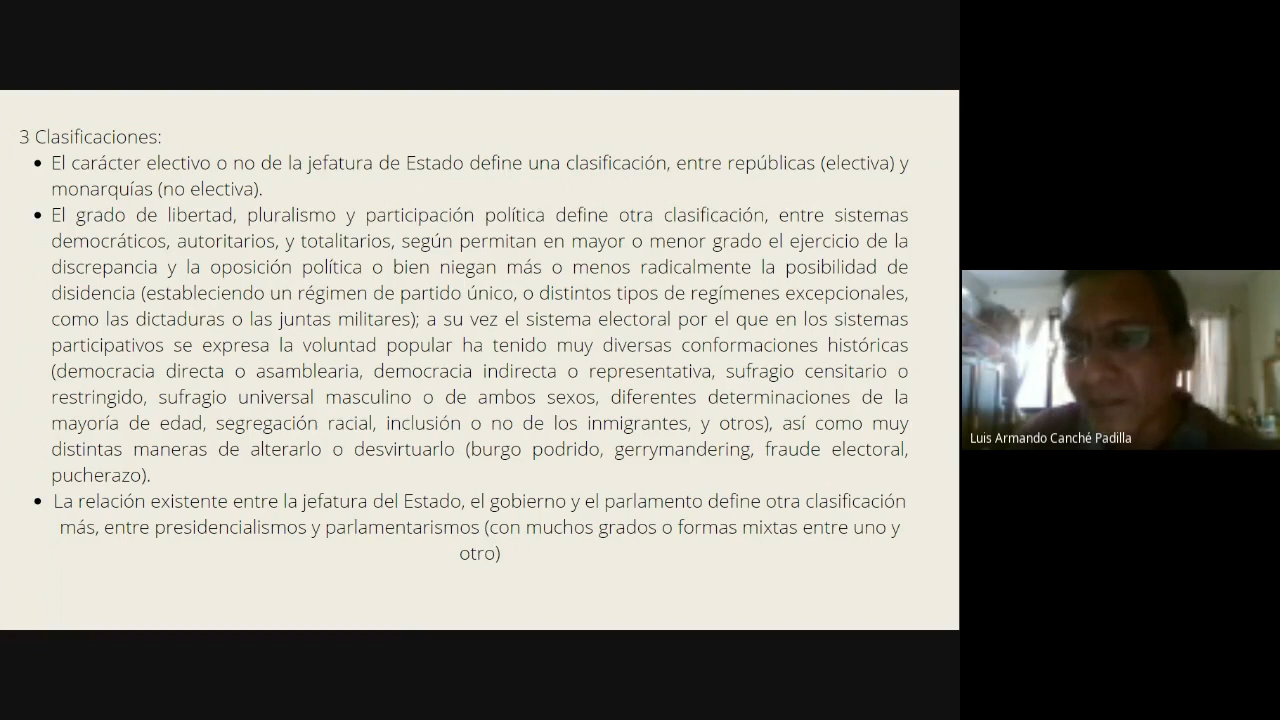 3 Clasificaciones:
• El carácter electivo o no de la jefatura de Estado define una clasificación, entre repúblicas (electiva) y
monarquías (no electiva).
• El grado de libertad, pluralismo y participación política define otra clasificación, entre sistemas
democráticos, autoritarios, y totalitarios, según permitan en mayor o menor grado el ejercicio de la
discrepancia y la oposición política o bien niegan más o menos radicalmente la posibilidad de
disidencia (estableciendo un régimen de partido único, o distintos tipos de regímenes excepcionales,
como las dictaduras o las juntas militares); a su vez el sistema electoral por el que en los sistemas
participativos se expresa la voluntad popular ha tenido muy diversas conformaciones históricas
(democracia directa o asamblearia, democracia indirecta o representativa, sufragio censitario o
restringido, sufragio universal masculino o de ambos sexos, diferentes determinaciones de la
mayoría de edad, segregación racial, inclusión o no de los inmigrantes, y otros), así como muy
distintas maneras de alterarlo o desvirtuarlo (burgo podrido, gerrymandering, fraude electoral,
pucherazo).
• La relación existente entre la jefatura del Estado, el gobierno y el parlamento define otra clasificación
más, entre presidencialismos y parlamentarismos (con muchos grados o formas mixtas entre uno y
otro)
Luis Armando Canché Padilla